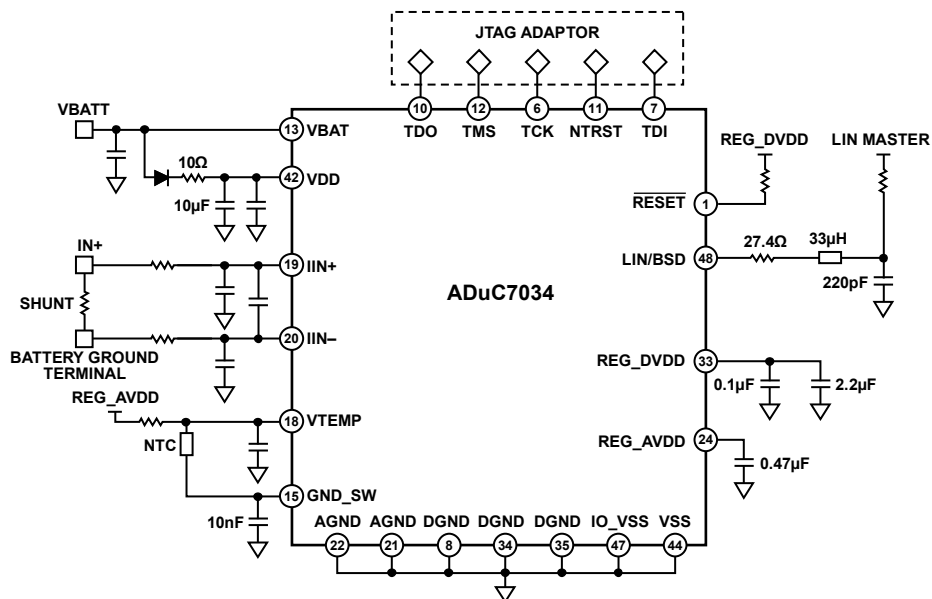 JTAG ADAPTOR
10 12 6 11 7
TDO TMS TCK NTRST TDI
VBATT
13 VBAT
10Ω
42 VDD
10µF
IN+
19 IIN+
SHUNT
20 IIN–
BATTERY GROUND
TERMINAL
REG_AVDD
18 VTEMP
NTC
15 GND_SW
10nF
ADuC7034
REG_DVDD
LIN MASTER
RESET 1
LIN/BSD 48
27.4Ω
33µH
220pF
REG_DVDD 33
0.1µF
2.2µF
REG_AVDD 24
0.47µF
AGND AGND DGND DGND DGND IO_VSS VSS
22 21 8 34 35 47 44